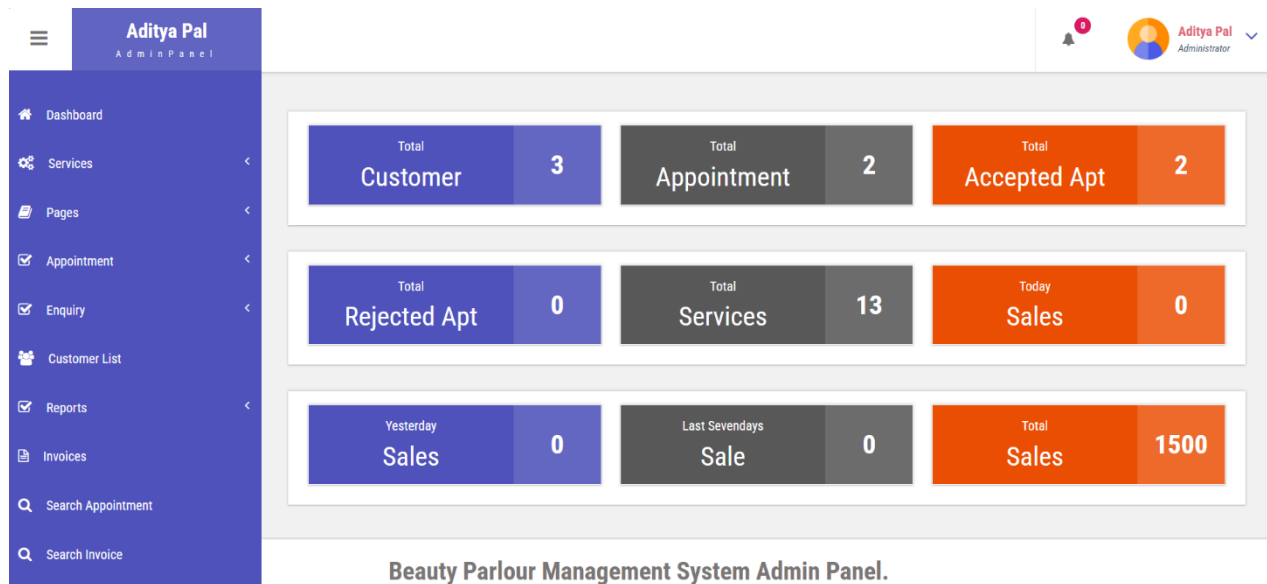 Aditya Pal
AdminPanel
0
Aditya Pal
Administrator
Dashboard
Services
Pages
Appointment
Enquiry
Customer List
Reports
Invoices
Search Appointment
Search Invoice
Total
Customer
3
Total
Appointment
2
Total
Accepted Apt
2
Total
Rejected Apt
0
Total
Services
13
Today
Sales
0
Yesterday
Sales
0
Last Sevendays
Sale
0
Total
Sales
1500
Beauty Parlour Management System Admin Panel.